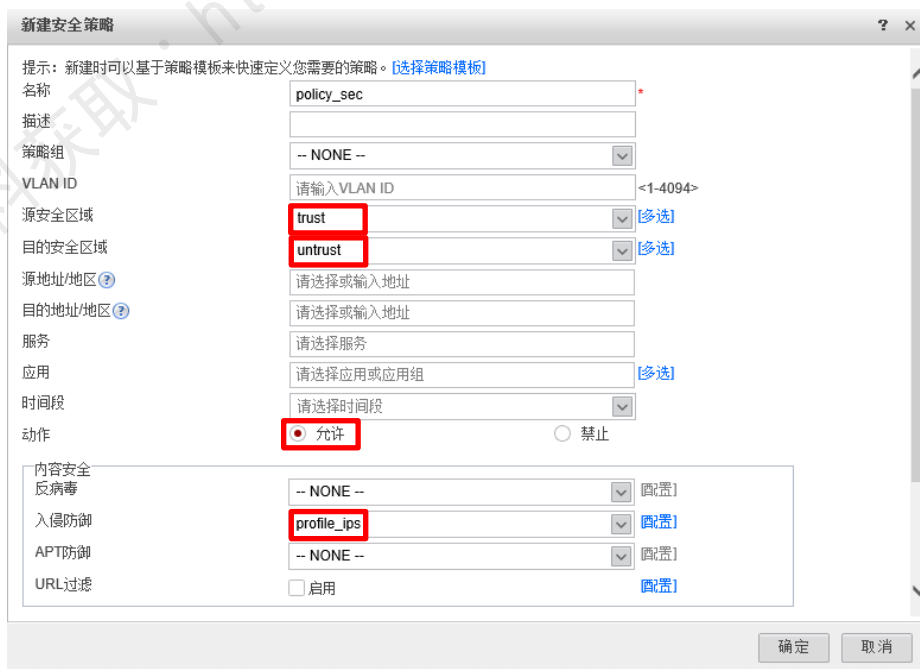 新建安全策略 ? ×
提示：新建时可以基于策略模板来快速定义您需要的策略。[选择策略模板]
名称 policy_sec *
描述
策略组 -- NONE --
VLAN ID 请输入VLAN ID <1-4094>
源安全区域 trust [多选]
目的安全区域 untrust [多选]
源地址/地区 ? 请选择或输入地址
目的地址/地区 ? 请选择或输入地址
服务 请选择服务
应用 请选择应用或应用组 [多选]
时间段 请选择时间段
动作 允许 禁止
内容安全
反病毒 -- NONE -- [配置]
入侵防御 profile_ips [配置]
APT防御 -- NONE -- [配置]
URL过滤 启用 [配置]
确定 取消